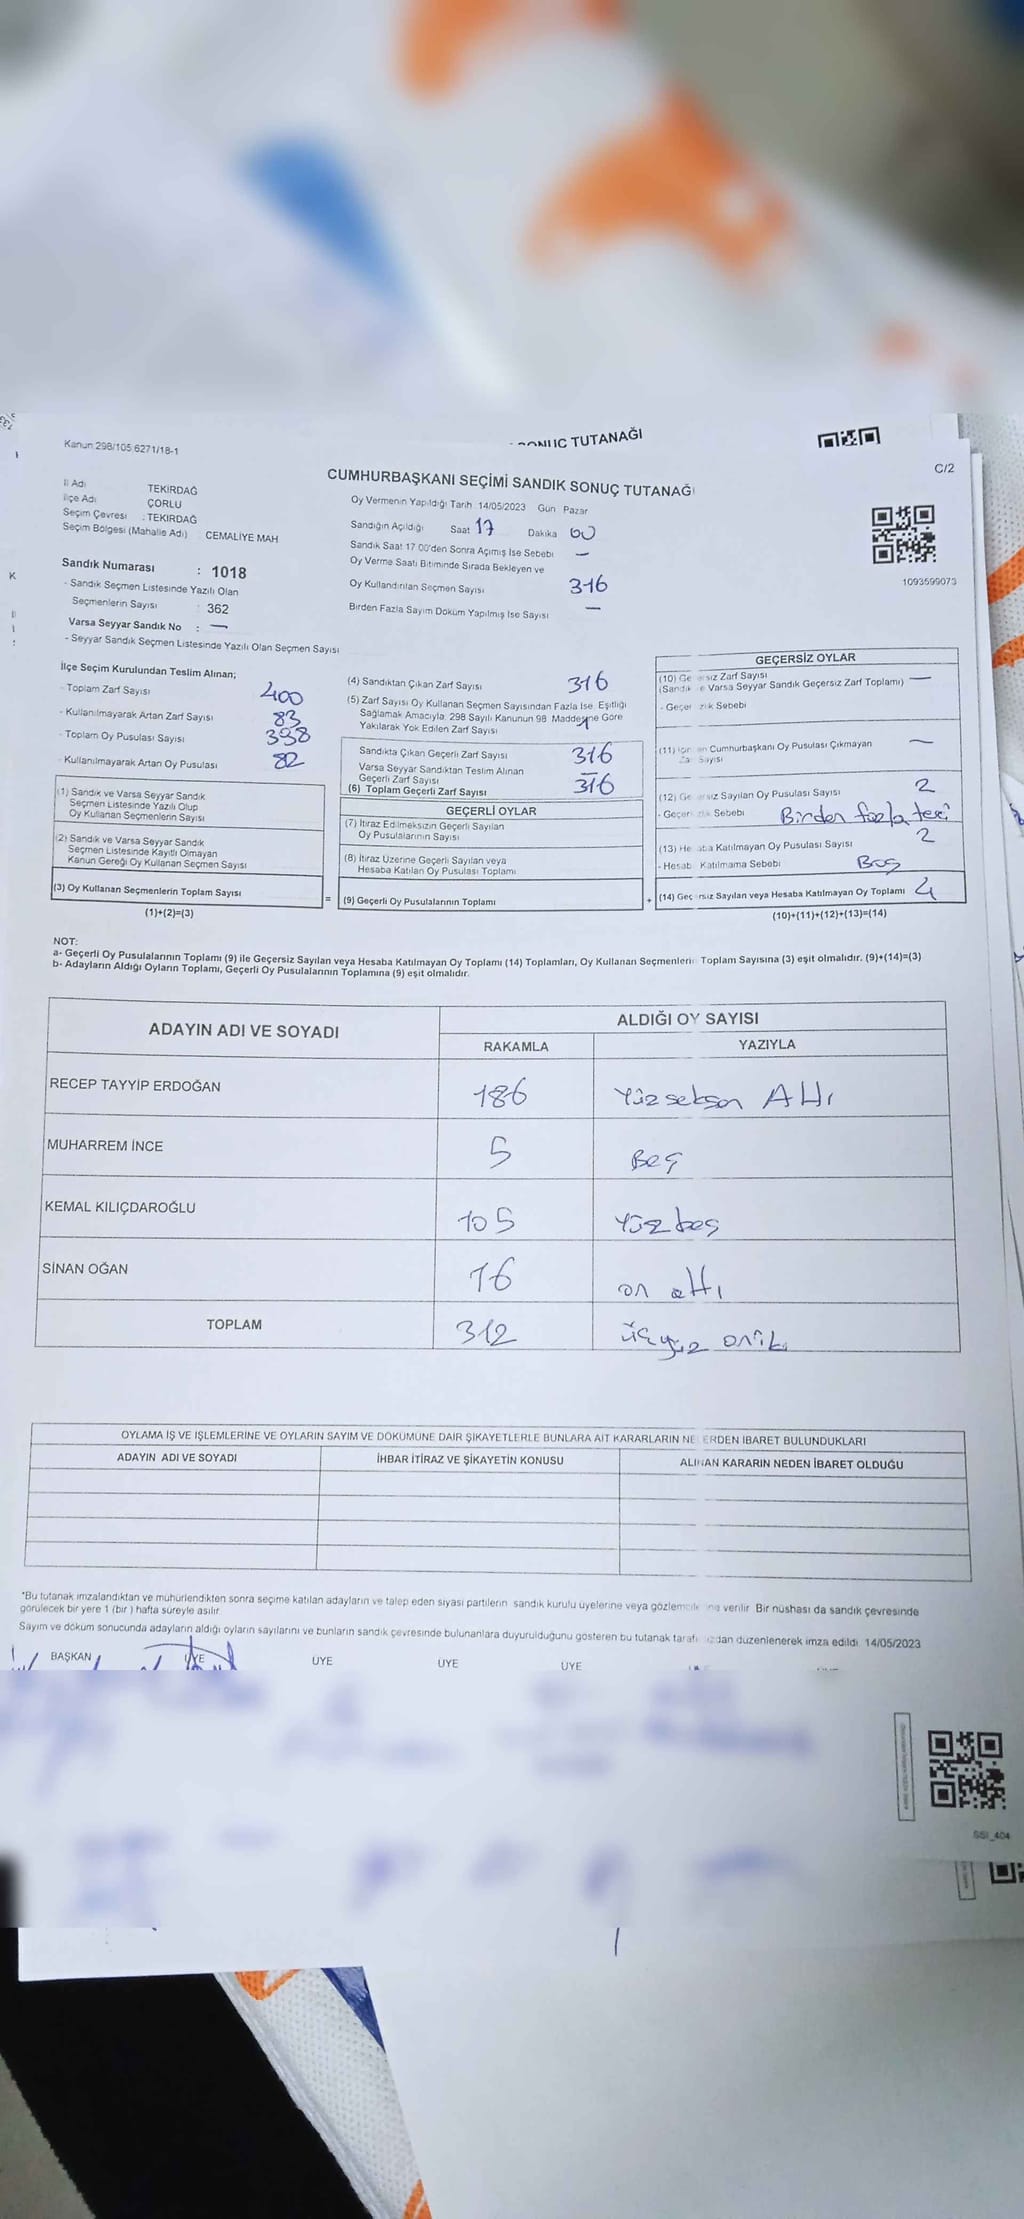 Kanun 298/105 6271/18-1
SONUÇ TUTANAĞI
C/2
CUMHURBAŞKANI SEÇİMİ SANDIK SONUÇ TUTANAĞI
İl Adı TEKİRDAĞ
İlçe Adı ÇORLU
Seçim Çevresi : TEKİRDAĞ
Seçim Bölgesi (Mahalle Adı) : CEMALİYE MAH
Sandık Numarası : 1018
- Sandık Seçmen Listesinde Yazılı Olan
Seçmenlerin Sayısı : 362
Varsa Seyyar Sandık No : —
- Seyyar Sandık Seçmen Listesinde Yazılı Olan Seçmen Sayısı
Oy Vermenin Yapıldığı Tarih 14/05/2023 Gün Pazar
Sandığın Açıldığı Saat 17 Dakika 00
Sandık Saat 17 00'den Sonra Açımış İse Sebebi —
Oy Verme Saati Bitiminde Sırada Bekleyen ve
Oy Kullandırılan Seçmen Sayısı 316
Birden Fazla Sayım Döküm Yapılmış İse Sayısı —
1093599073
İlçe Seçim Kurulundan Teslim Alınan;
- Toplam Zarf Sayısı 400
- Kullanılmayarak Artan Zarf Sayısı 83
- Toplam Oy Pusulası Sayısı 398
- Kullanılmayarak Artan Oy Pusulası 82
(1) Sandık ve Varsa Seyyar Sandık
Seçmen Listesinde Yazılı Olup
Oy Kullanan Seçmenlerin Sayısı
(2) Sandık ve Varsa Seyyar Sandık
Seçmen Listesinde Kayıtlı Olmayan
Kanun Gereği Oy Kullanan Seçmen Sayısı
(3) Oy Kullanan Seçmenlerin Toplam Sayısı
(1)+(2)=(3)
(4) Sandıktan Çıkan Zarf Sayısı 316
(5) Zarf Sayısı Oy Kullanan Seçmen Sayısından Fazla İse, Eşitliği
Sağlamak Amacıyla, 298 Sayılı Kanunun 98 Maddesine Göre
Yakılarak Yok Edilen Zarf Sayısı 1
Sandıkta Çıkan Geçerli Zarf Sayısı 316
Varsa Seyyar Sandıktan Teslim Alınan
Geçerli Zarf Sayısı —
(6) Toplam Geçerli Zarf Sayısı 316
GEÇERLİ OYLAR
(7) İtiraz Edilmeksizin Geçerli Sayılan
Oy Pusulalarının Sayısı
(8) İtiraz Üzerine Geçerli Sayılan veya
Hesaba Katılan Oy Pusulası Toplamı
= (9) Geçerli Oy Pusulalarının Toplamı +
GEÇERSİZ OYLAR
(10) Ge ersiz Zarf Sayısı
(Sandık e Varsa Seyyar Sandık Geçersiz Zarf Toplamı) —
- Geçer zlik Sebebi
(11) İçin en Cumhurbaşkanı Oy Pusulası Çıkmayan —
Za Sayısı
(12) Ge ersiz Sayılan Oy Pusulası Sayısı 2
- Geçer zlik Sebebi Birden fazla terci
(13) He aba Katılmayan Oy Pusulası Sayısı 2
- Hesab Katılmama Sebebi Boş
(14) Geç rsiz Sayılan veya Hesaba Katılmayan Oy Toplamı 4
(10)+(11)+(12)+(13)=(14)
NOT:
a- Geçerli Oy Pusulalarının Toplamı (9) ile Geçersiz Sayılan veya Hesaba Katılmayan Oy Toplamı (14) Toplamları, Oy Kullanan Seçmenlerin Toplam Sayısına (3) eşit olmalıdır. (9)+(14)=(3)
b- Adayların Aldığı Oyların Toplamı, Geçerli Oy Pusulalarının Toplamına (9) eşit olmalıdır.
ADAYIN ADI VE SOYADI ALDIĞI OY SAYISI
RAKAMLA YAZIYLA
RECEP TAYYİP ERDOĞAN 186 Yüz seksen Altı
MUHARREM İNCE 5 Beş
KEMAL KILIÇDAROĞLU 105 Yüz beş
SİNAN OĞAN 16 on altı
TOPLAM 312 üçyüz oniki
OYLAMA İŞ VE İŞLEMLERİNE VE OYLARIN SAYIM VE DÖKÜMÜNE DAİR ŞİKAYETLERLE BUNLARA AİT KARARLARIN NELERDEN İBARET BULUNDUKLARI
ADAYIN ADI VE SOYADI İHBAR İTİRAZ VE ŞİKAYETİN KONUSU ALINAN KARARIN NEDEN İBARET OLDUĞU
*Bu tutanak imzalandıktan ve mühürlendikten sonra seçime katılan adayların ve talep eden siyasi partilerin sandık kurulu üyelerine veya gözlemcilerine verilir Bir nüshası da sandık çevresinde
görülecek bir yere 1 (bir) hafta süreyle asılır
Sayım ve döküm sonucunda adayların aldığı oyların sayılarını ve bunların sandık çevresinde bulunanlara duyurulduğunu gösteren bu tutanak tarafımızdan düzenlenerek imza edildi 14/05/2023
BAŞKAN ÜYE ÜYE ÜYE ÜYE
SSI_404